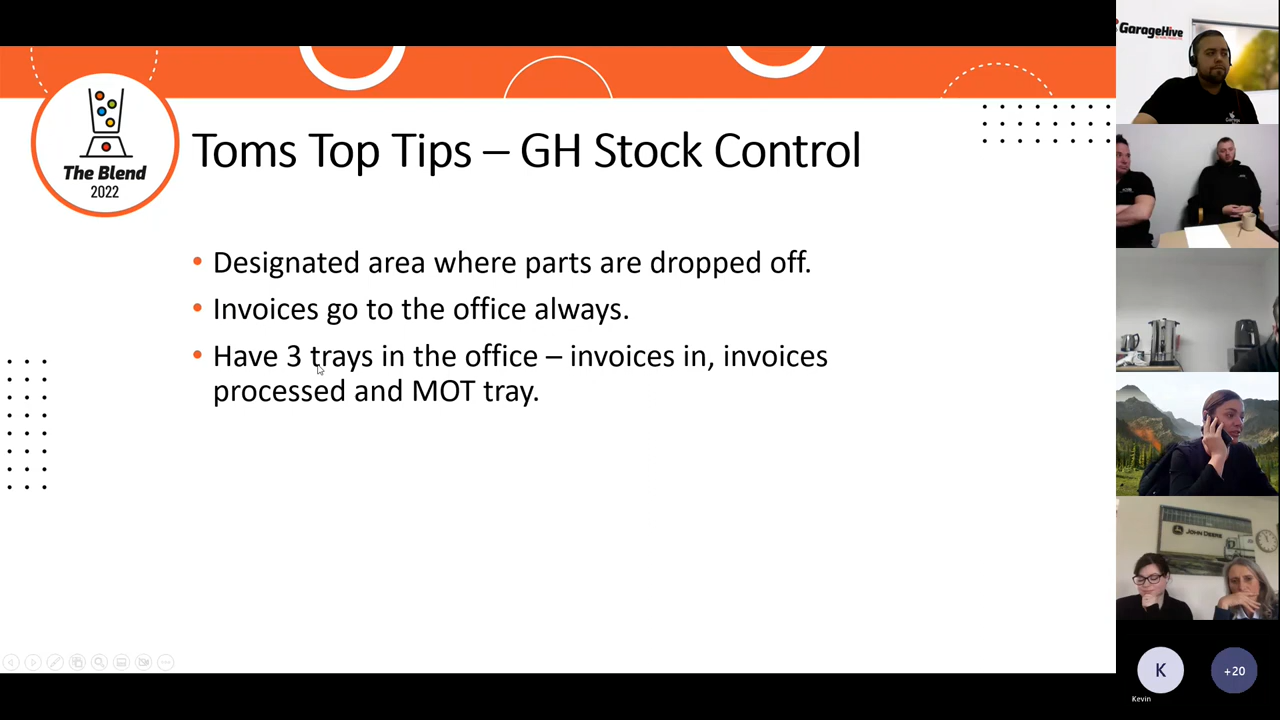 Toms Top Tips – GH Stock Control
The Blend
2022
• Designated area where parts are dropped off.
• Invoices go to the office always.
• Have 3 trays in the office – invoices in, invoices
processed and MOT tray.
GarageHive
JOHN DEERE
K
+20
Kevin